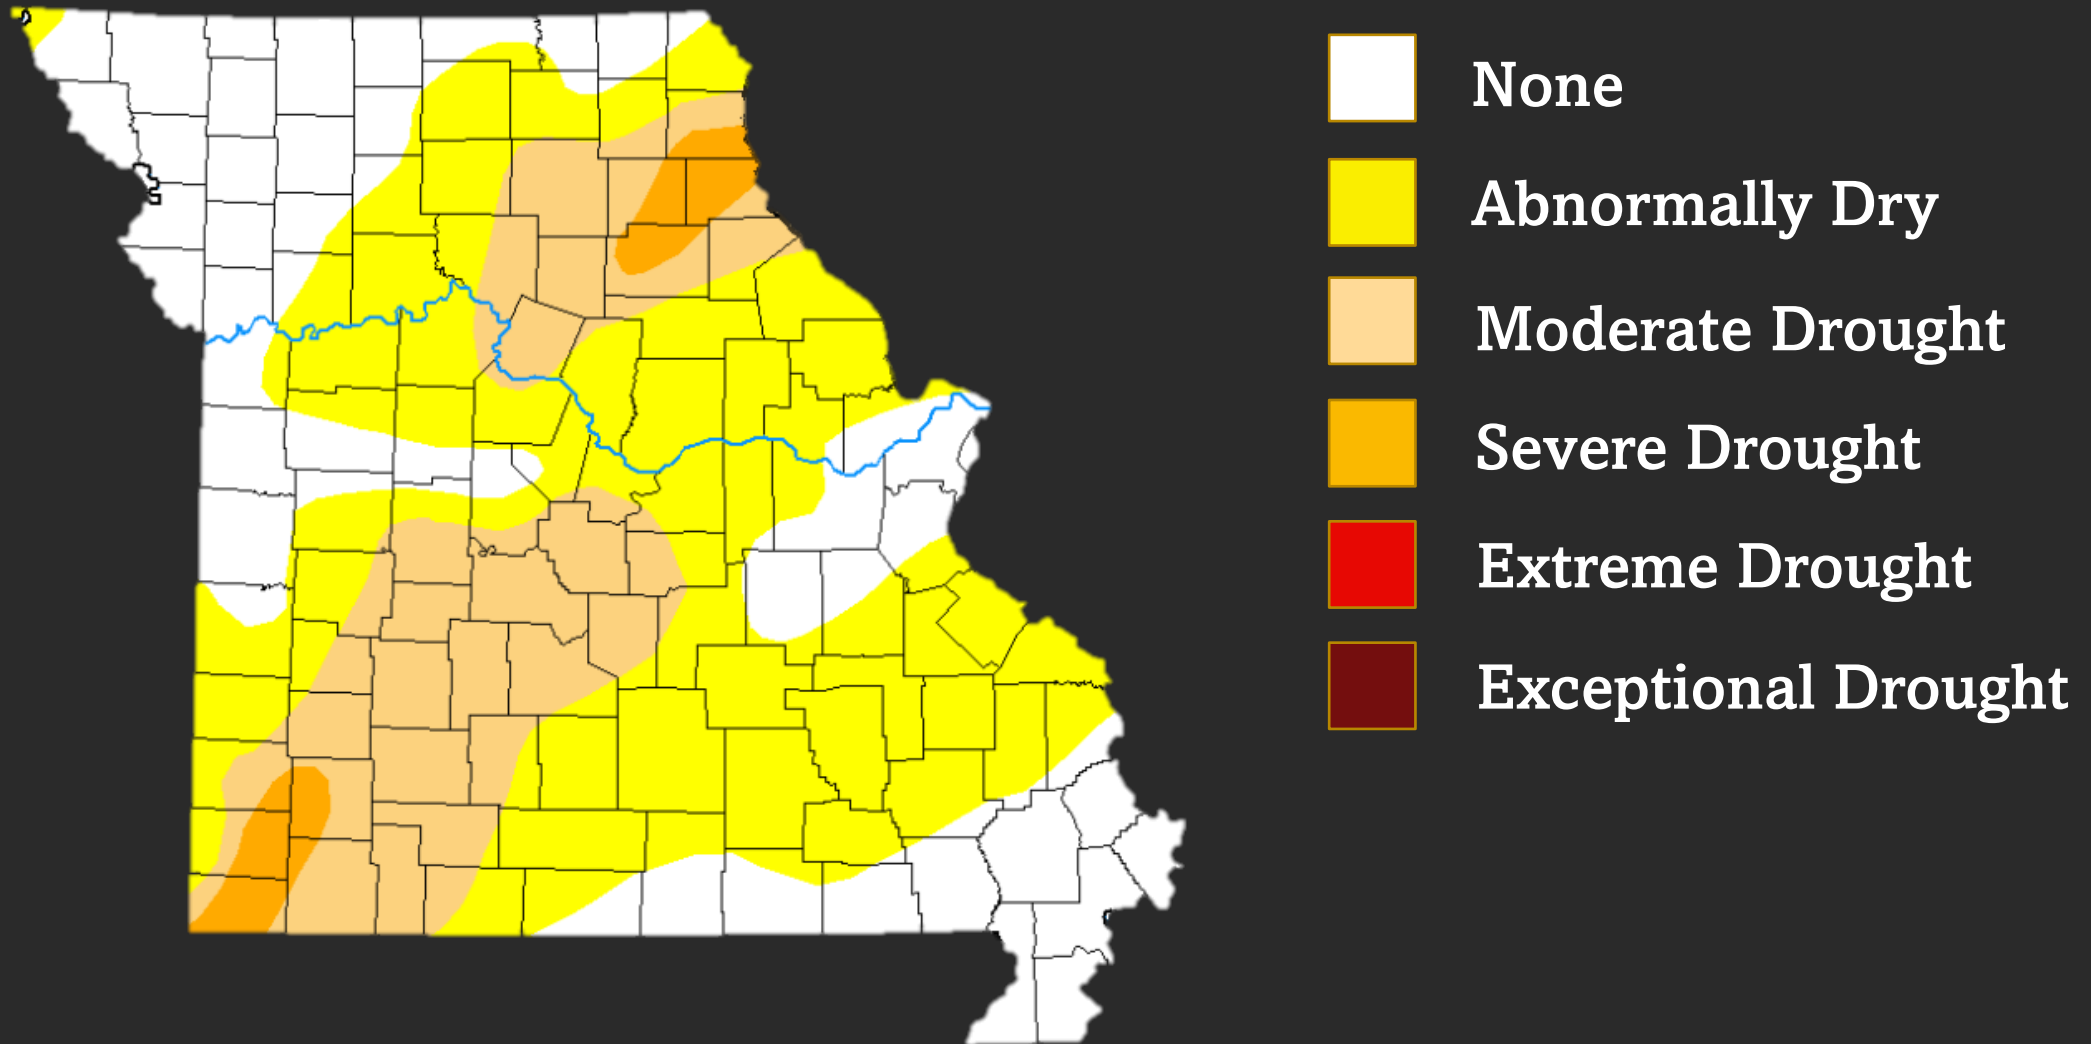 None
Abnormally Dry
Moderate Drought
Severe Drought
Extreme Drought
Exceptional Drought